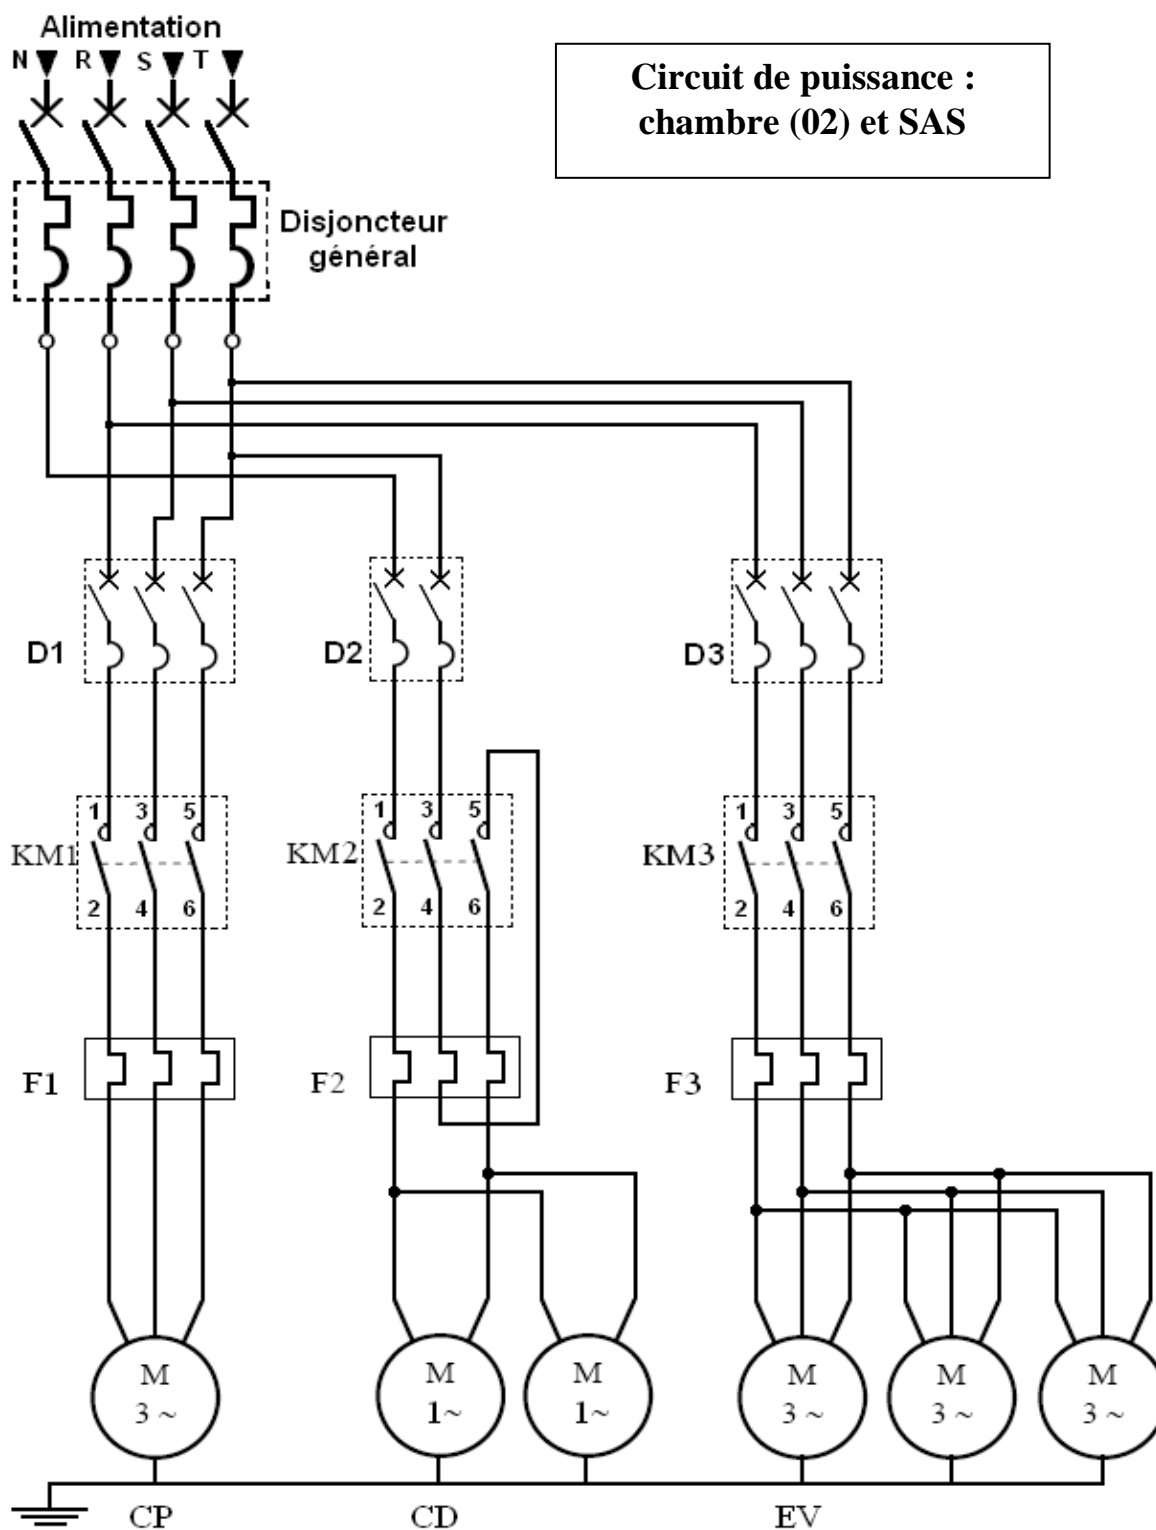 Alimentation
N R S T
Circuit de puissance :
chambre (02) et SAS
Disjoncteur
général
D1 D2 D3
1 3 5 1 3 5 1 3 5
KM1 KM2 KM3
2 4 6 2 4 6 2 4 6
F1 F2 F3
M M M M M M
3 ~ 1~ 1~ 3 ~ 3 ~ 3 ~
CP CD EV